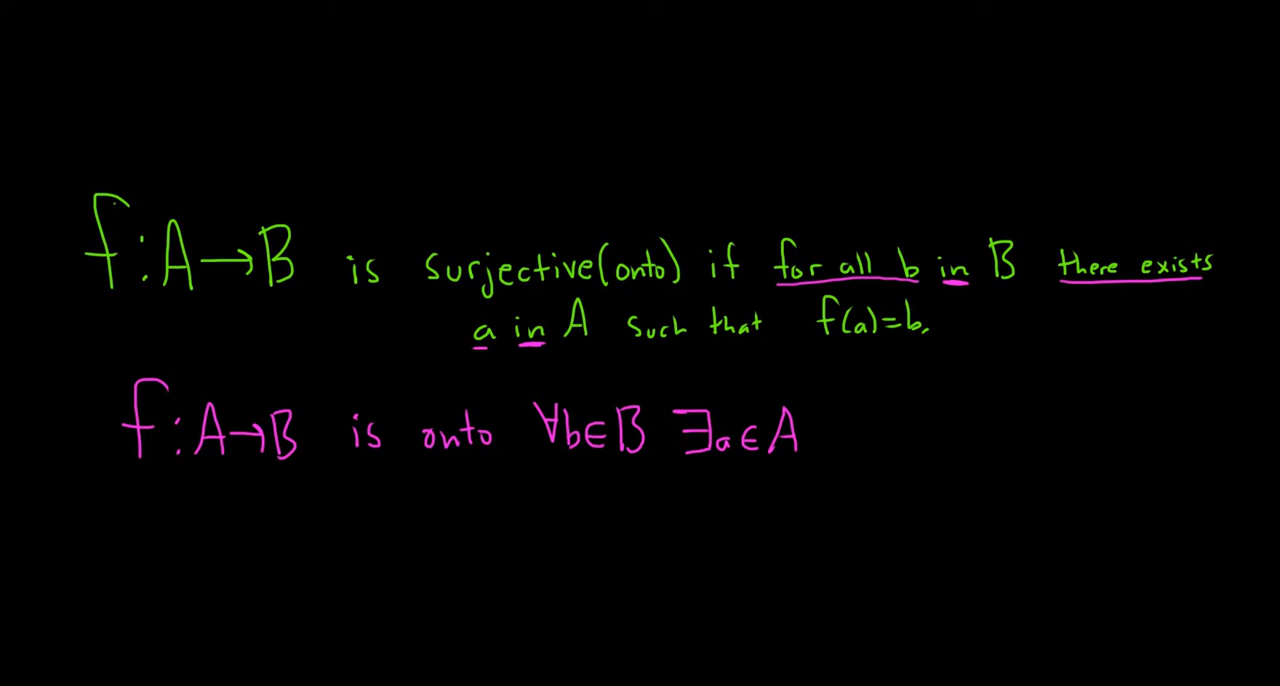 f:A→B is surjective(onto) if for all b in B there exists
a in A such that f(a)=b.
f:A→B is onto ∀b∈B ∃a∈A